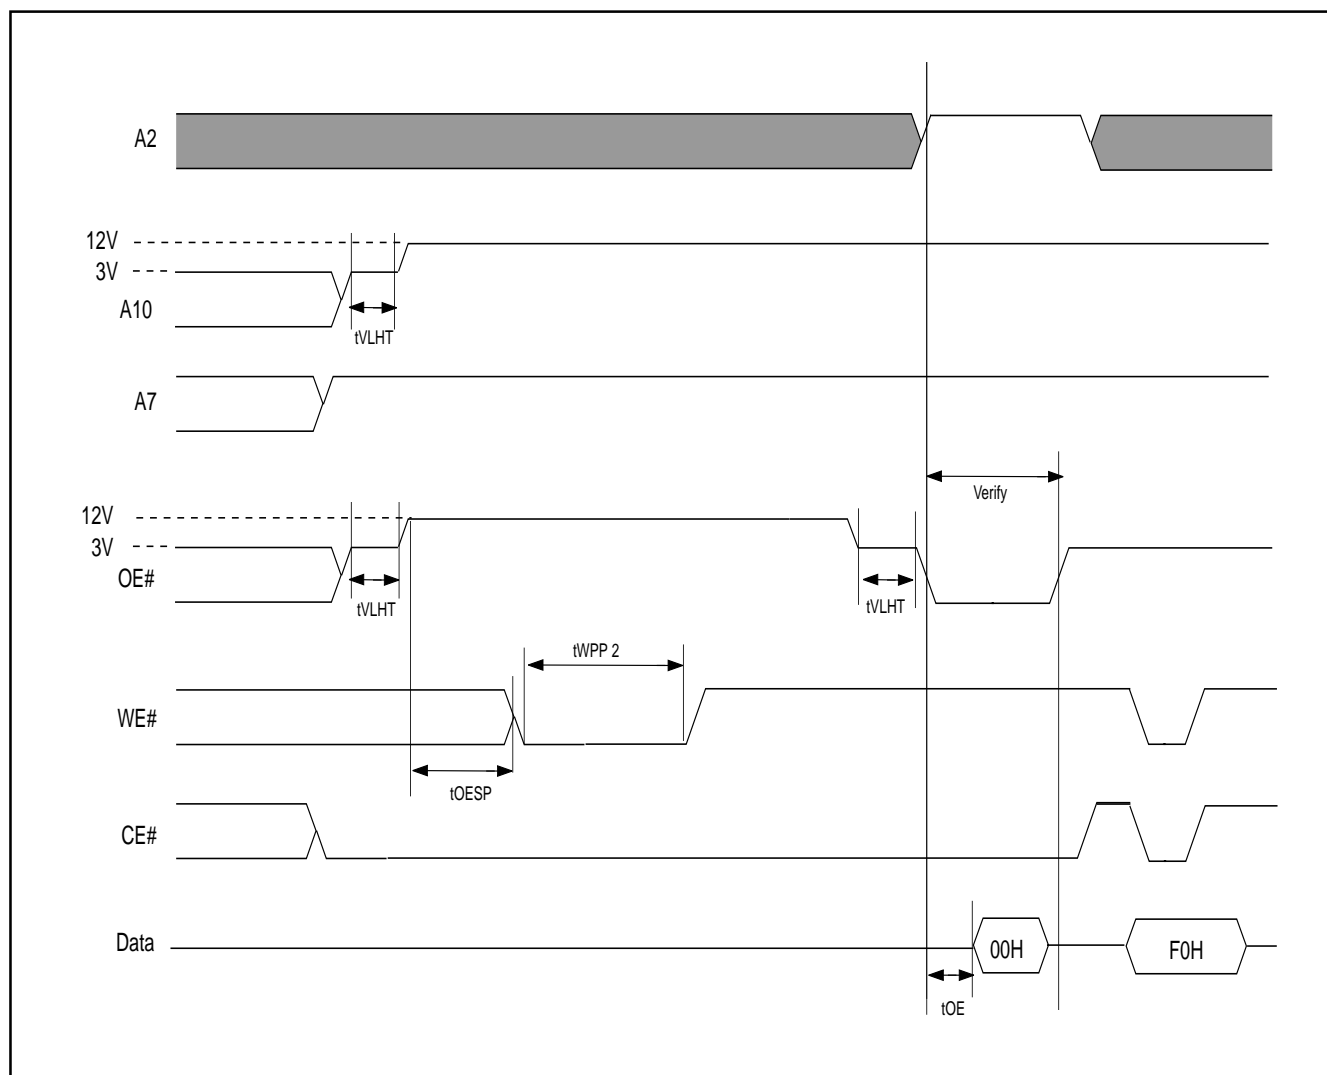 A2
12V
3V
A10
tVLHT
A7
Verify
12V
3V
OE#
tVLHT
tVLHT
tWPP 2
WE#
tOESP
CE#
Data
00H
F0H
tOE